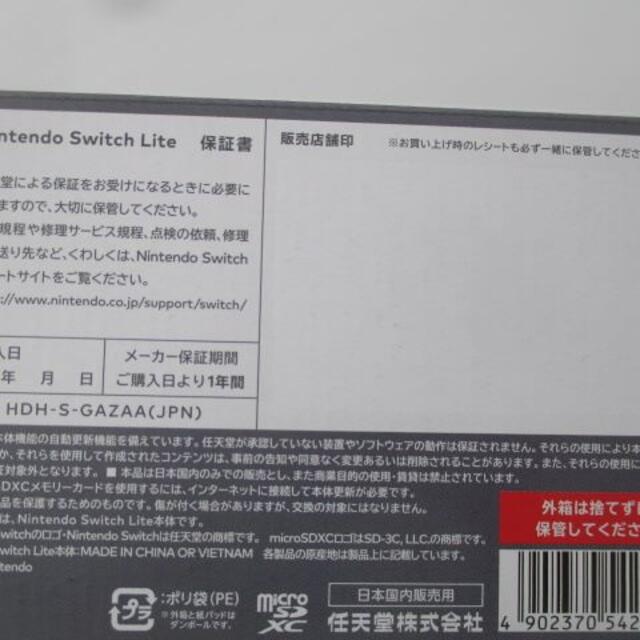 ntendo Switch Lite 保証書
堂による保証をお受けになるときに必要に
ますので、大切に保管してください。
規程や修理サービス規程、点検の依頼、修理
送り先など、くわしくは、Nintendo Switch
ートサイトをご覧ください。
://www.nintendo.co.jp/support/switch/
入日
年 月 日
メーカー保証期間
ご購入日より1年間
HDH-S-GAZAA(JPN)
販売店舗印
※お買い上げ時のレシートも必ず一緒に保管してくださ
本体機能の自動更新機能を備えています。任天堂が承認していない装置やソフトウェアの動作は保証されません。それらの使用により本
か、それらを使用して作成されたコンテンツは、事前の告知や同意なく変更あるいは削除されることがあります。また、それらの使用に
対象外となります。 ■本品は日本国内のみでの販売とし、また商業目的の使用・賃貸は禁止されています。
DXCメモリーカードを使用するには、インターネットに接続して本体更新が必要です。
品を保護するためのものです。傷が付く場合がありますが、交換の対象にはなりません。
は、Nintendo Switch Lite本体です。
Switchのロゴ・Nintendo Switchは任天堂の商標です。 microSDXCロゴはSD-3C, LLC.の商標です。
Switch Lite本体:MADE IN CHINA OR VIETNAM 各製品の原産地は製品上に記載しています。
ntendo
外箱は捨てずに
保管してくださ
プラ
:ポリ袋(PE)
※外箱と紙パッドは
ダンボールです。
micro SD XC
日本国内販売用
任天堂株式会社
4 902370 542